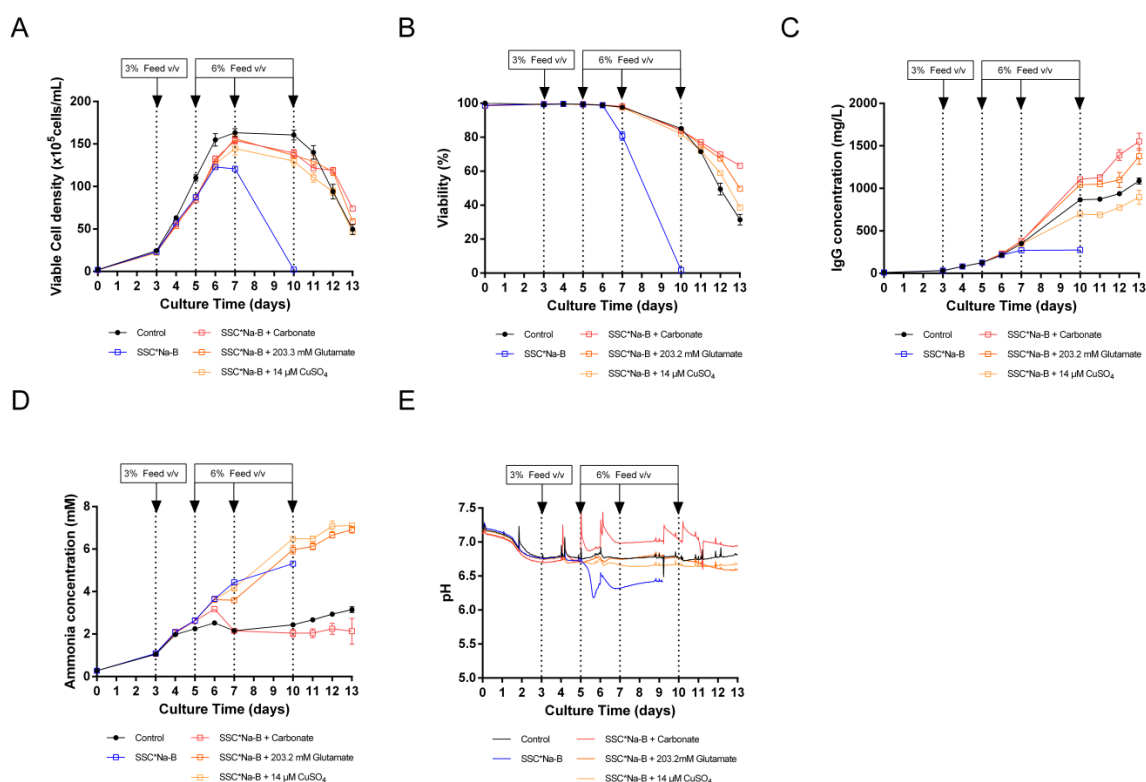 A
3% Feed v/v
6% Feed v/v
Viable Cell density (x10⁵cells/mL)
200
150
100
50
0
0 1 2 3 4 5 6 7 8 9 10 11 12 13
Culture Time (days)
Control
SSC*Na-B
SSC*Na-B + Carbonate
SSC*Na-B + 203.3 mM Glutamate
SSC*Na-B + 14 µM CuSO₄
B
3% Feed v/v
6% Feed v/v
Viability (%)
100
80
60
40
20
0
0 1 2 3 4 5 6 7 8 9 10 11 12 13
Culture Time (days)
Control
SSC*Na-B
SSC*Na-B + Carbonate
SSC*Na-B + 203.2 mM Glutamate
SSC*Na-B + 14 µM CuSO₄
C
3% Feed v/v
6% Feed v/v
IgG concentration (mg/L)
2000
1500
1000
500
0
0 1 2 3 4 5 6 7 8 9 10 11 12 13
Culture Time (days)
Control
SSC*Na-B
SSC*Na-B + Carbonate
SSC*Na-B + 203.2 mM Glutamate
SSC*Na-B + 14 µM CuSO₄
D
3% Feed v/v
6% Feed v/v
Ammonia concentration (mM)
8
6
4
2
0
0 1 2 3 4 5 6 7 8 9 10 11 12 13
Culture Time (days)
Control
SSC*Na-B
SSC*Na-B + Carbonate
SSC*Na-B + 203.2 mM Glutamate
SSC*Na-B + 14 µM CuSO₄
E
3% Feed v/v
6% Feed v/v
pH
7.5
7.0
6.5
6.0
5.5
5.0
0 1 2 3 4 5 6 7 8 9 10 11 12 13
Culture Time (days)
Control
SSC*Na-B
SSC*Na-B + Carbonate
SSC*Na-B + 203.2mM Glutamate
SSC*Na-B + 14 µM CuSO₄